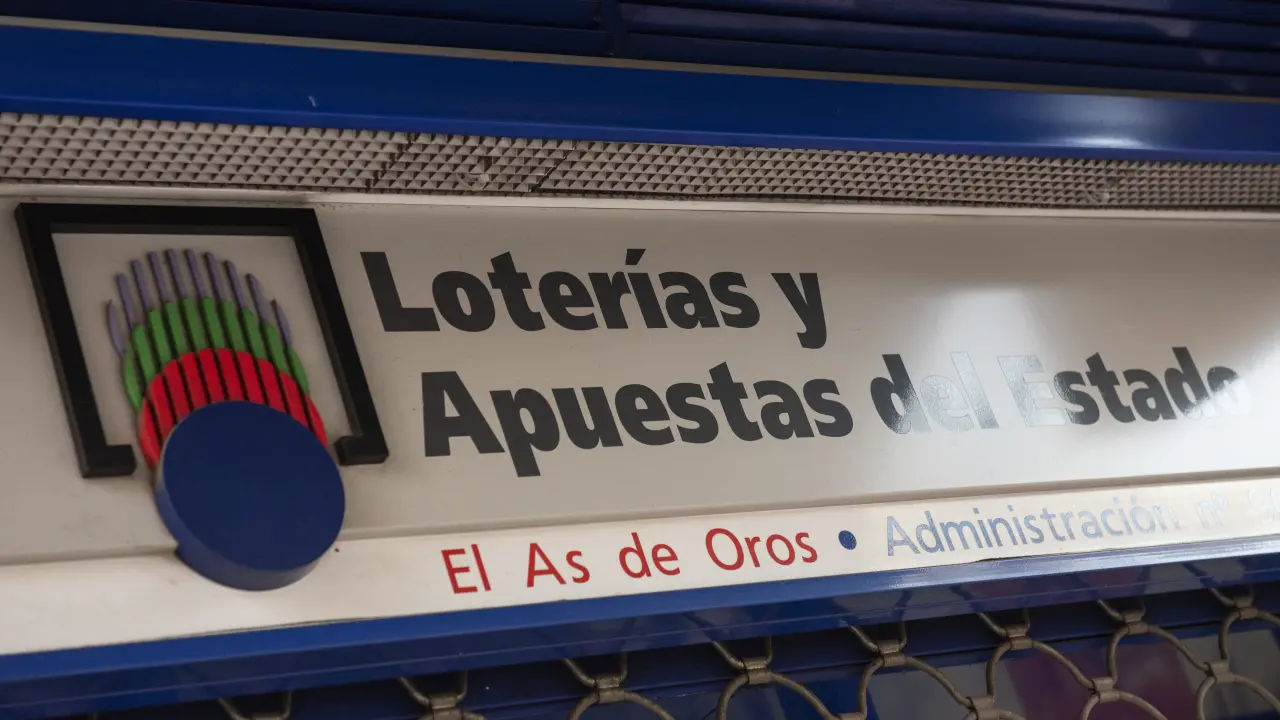 Loterías y
Apuestas del Estado
El As de Oros • Administración nº